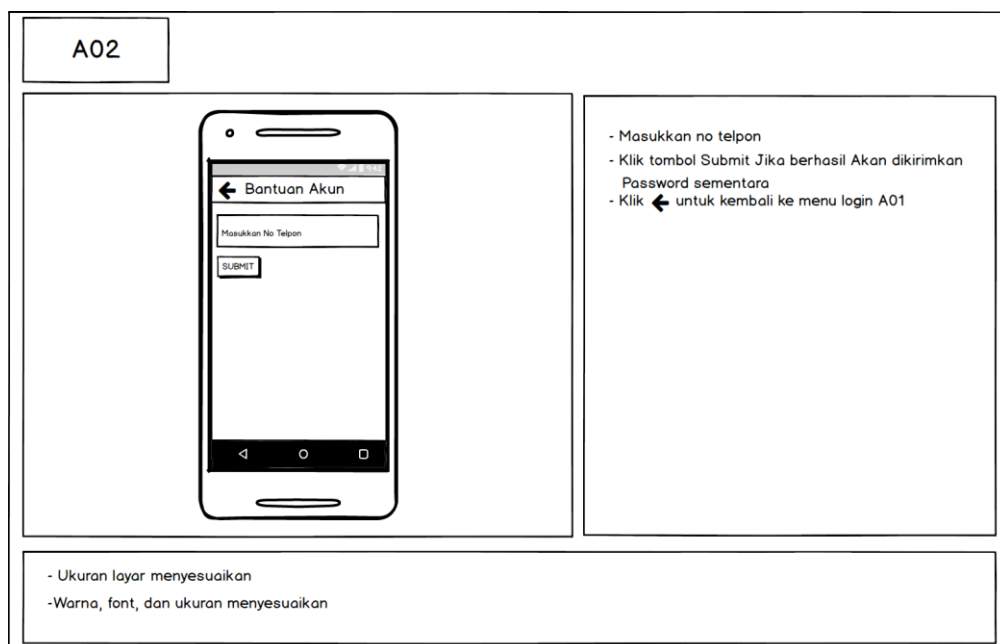 A02
Bantuan Akun
Masukkan No Telpon
SUBMIT
- Masukkan no telpon
- Klik tombol Submit Jika berhasil Akan dikirimkan
Password sementara
- Klik ← untuk kembali ke menu login A01
- Ukuran layar menyesuaikan
-Warna, font, dan ukuran menyesuaikan